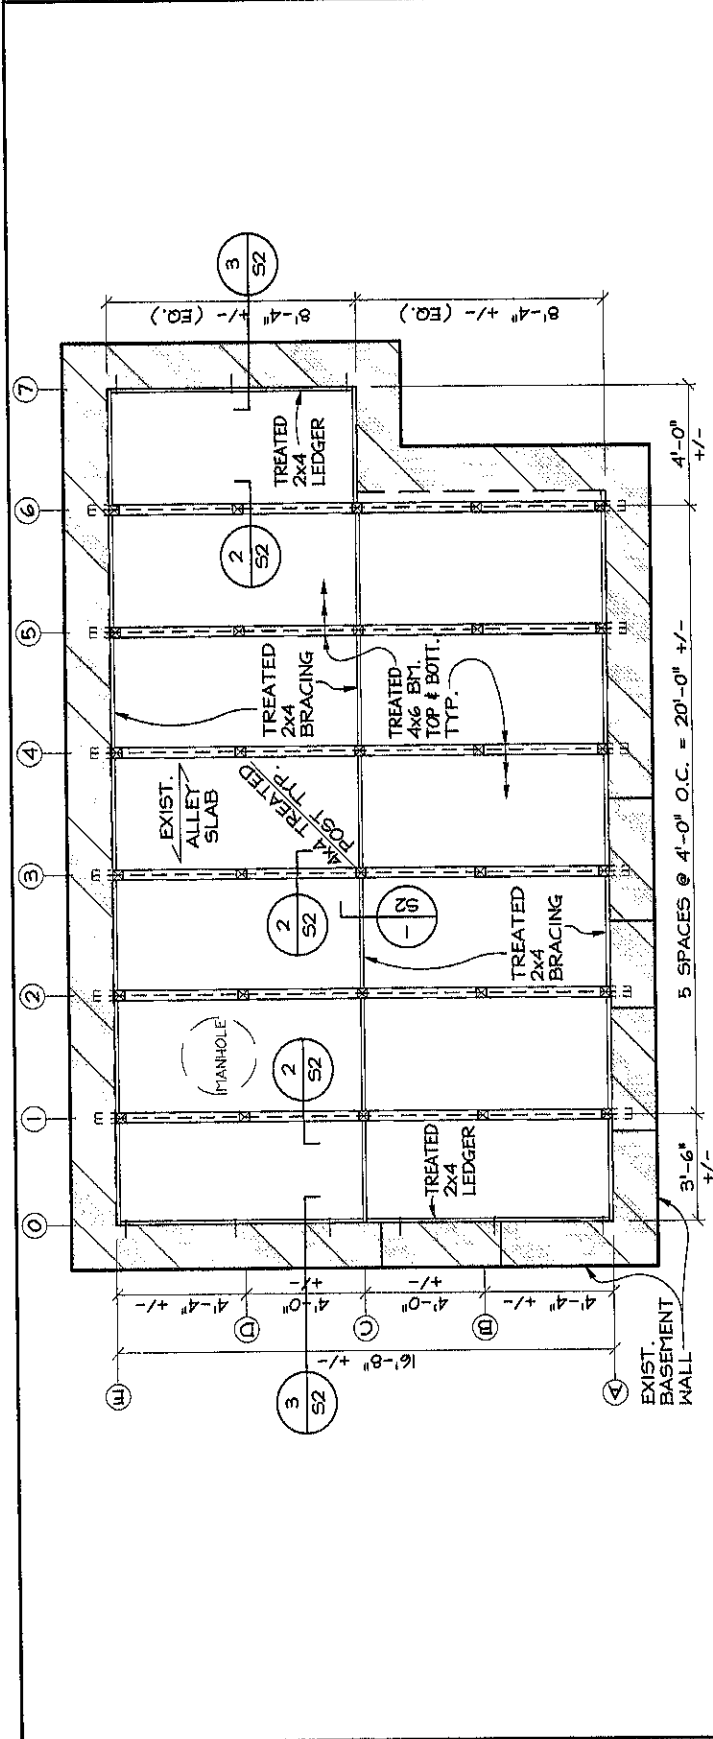 0
1
2
3
4
5
6
7
3
S2
2
S2
2
S2
2
S2
3
S2
1
S2
MANHOLE
EXIST.
ALLEY
SLAB
4x4 TREATED
POST TYP.
TREATED
2x4
BRACING
TREATED
2x4
LEDGER
TREATED
4x6 BM.
TOP & BOTT.
TYP.
TREATED
2x4
LEDGER
TREATED
2x4
BRACING
8'-4" +/- (EQ.)
8'-4" +/- (EQ.)
E
D
C
B
A
4'-4" +/-
4'-0" +/-
4'-0" +/-
4'-4" +/-
16'-8" +/-
EXIST.
BASEMENT
WALL
3'-6"
+/-
5 SPACES @ 4'-0" O.C. = 20'-0" +/-
4'-0"
+/-